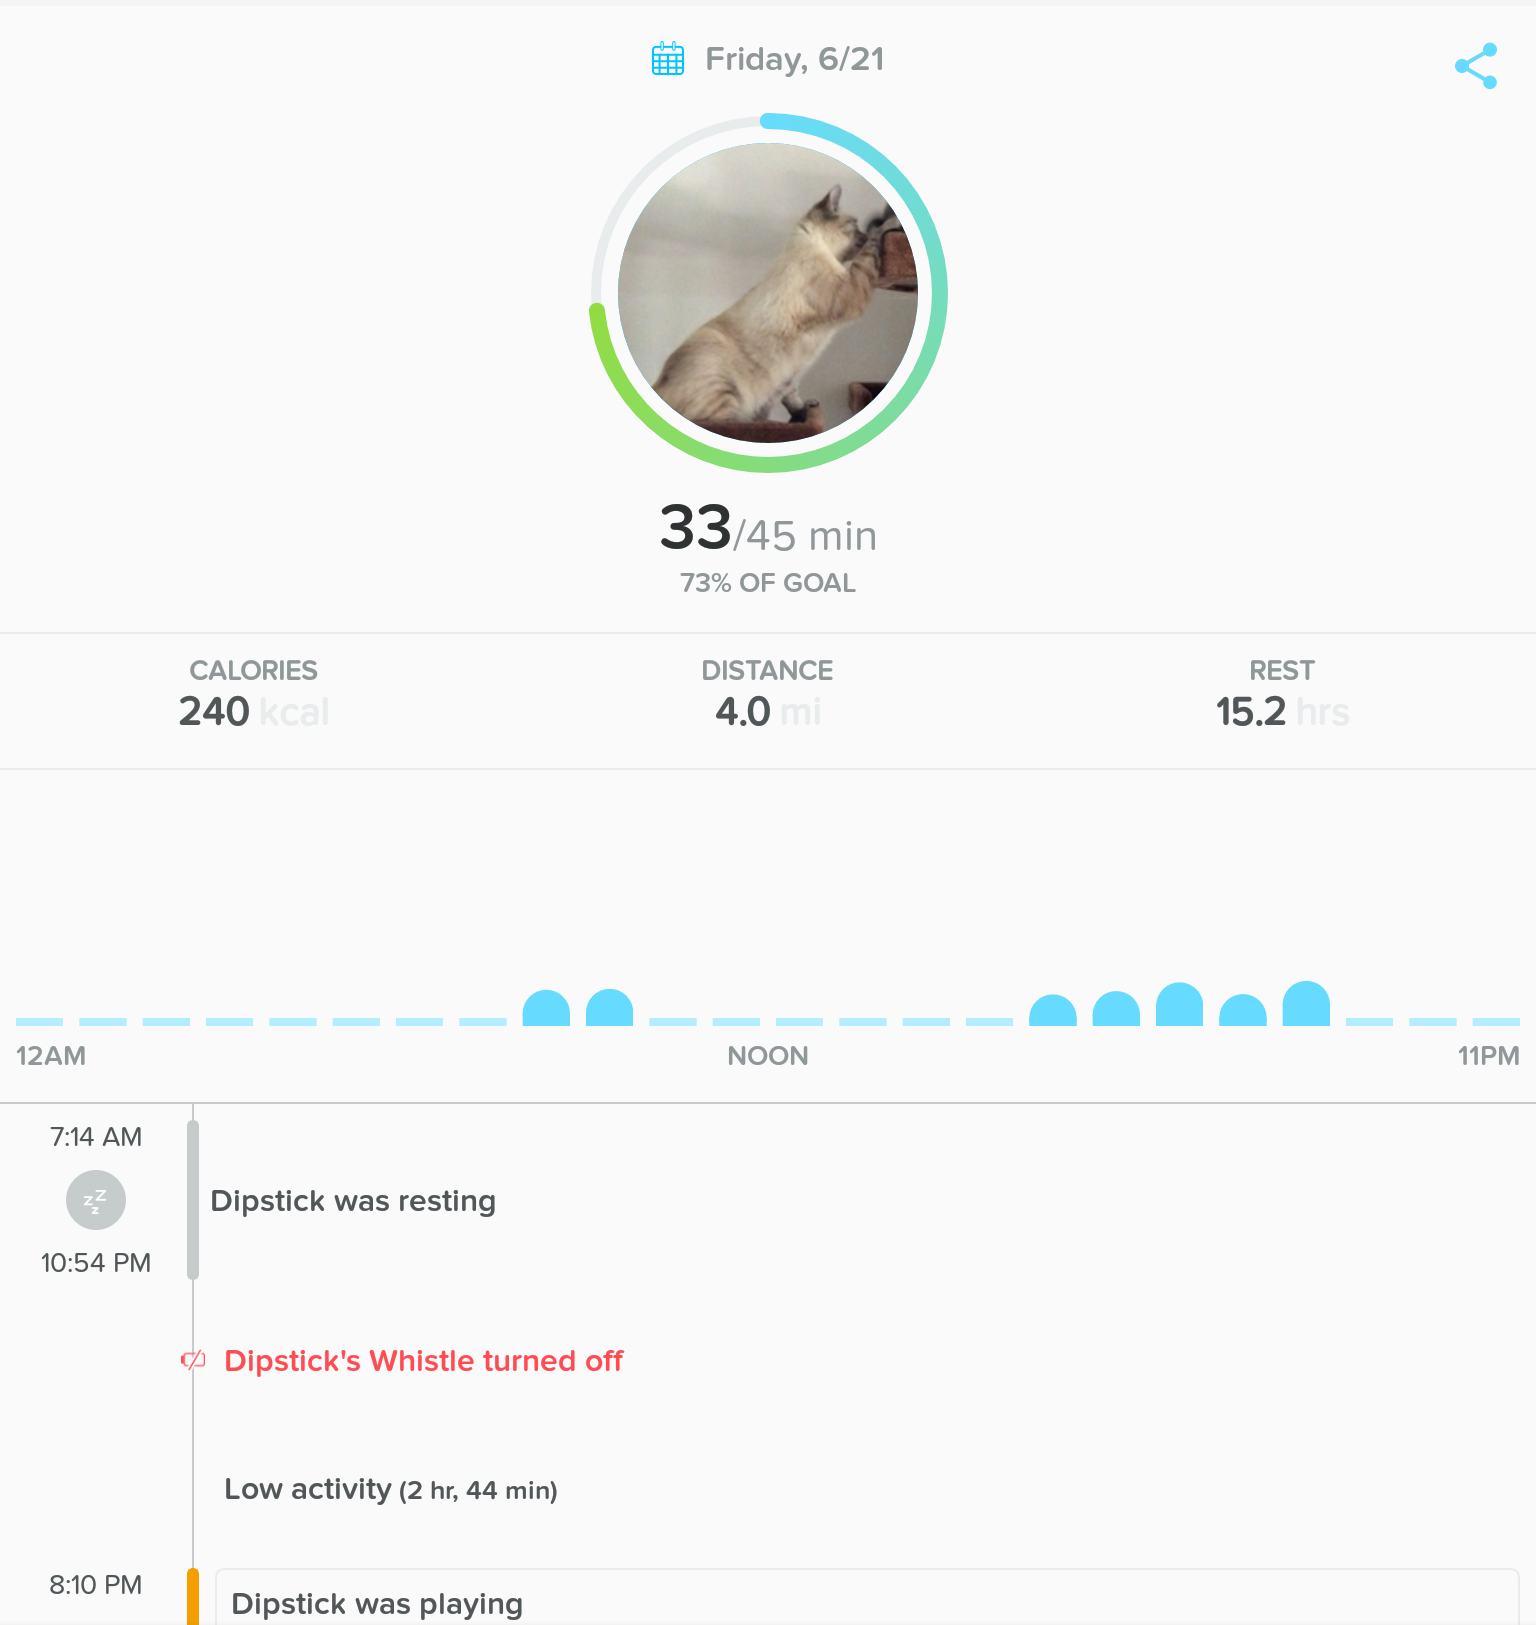 Friday, 6/21
33/45 min
73% OF GOAL
CALORIES DISTANCE REST
240 kcal 4.0 mi 15.2 hrs
12AM NOON 11PM
7:14 AM
zZz
Dipstick was resting
10:54 PM
Dipstick's Whistle turned off
Low activity (2 hr, 44 min)
8:10 PM
Dipstick was playing